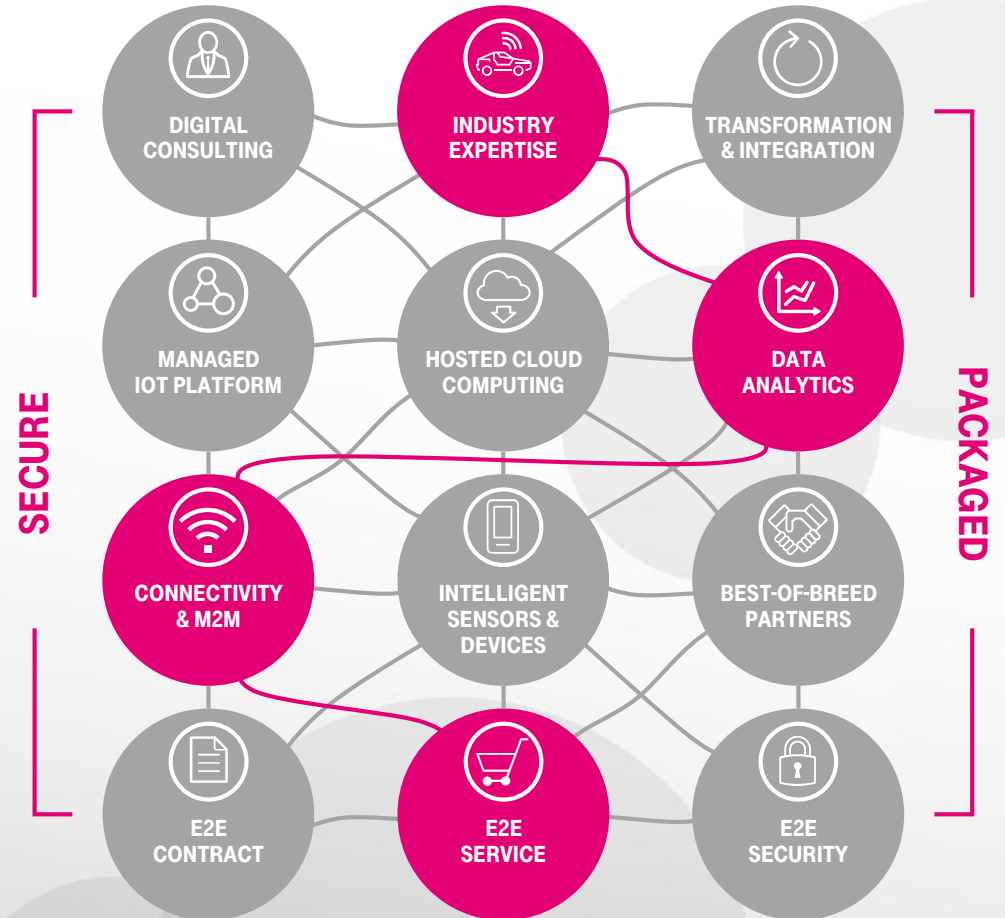 DIGITAL
CONSULTING
INDUSTRY
EXPERTISE
TRANSFORMATION
& INTEGRATION
MANAGED
IOT PLATFORM
HOSTED CLOUD
COMPUTING
DATA
ANALYTICS
SECURE
PACKAGED
CONNECTIVITY
& M2M
INTELLIGENT
SENSORS &
DEVICES
BEST-OF-BREED
PARTNERS
E2E
CONTRACT
E2E
SERVICE
E2E
SECURITY